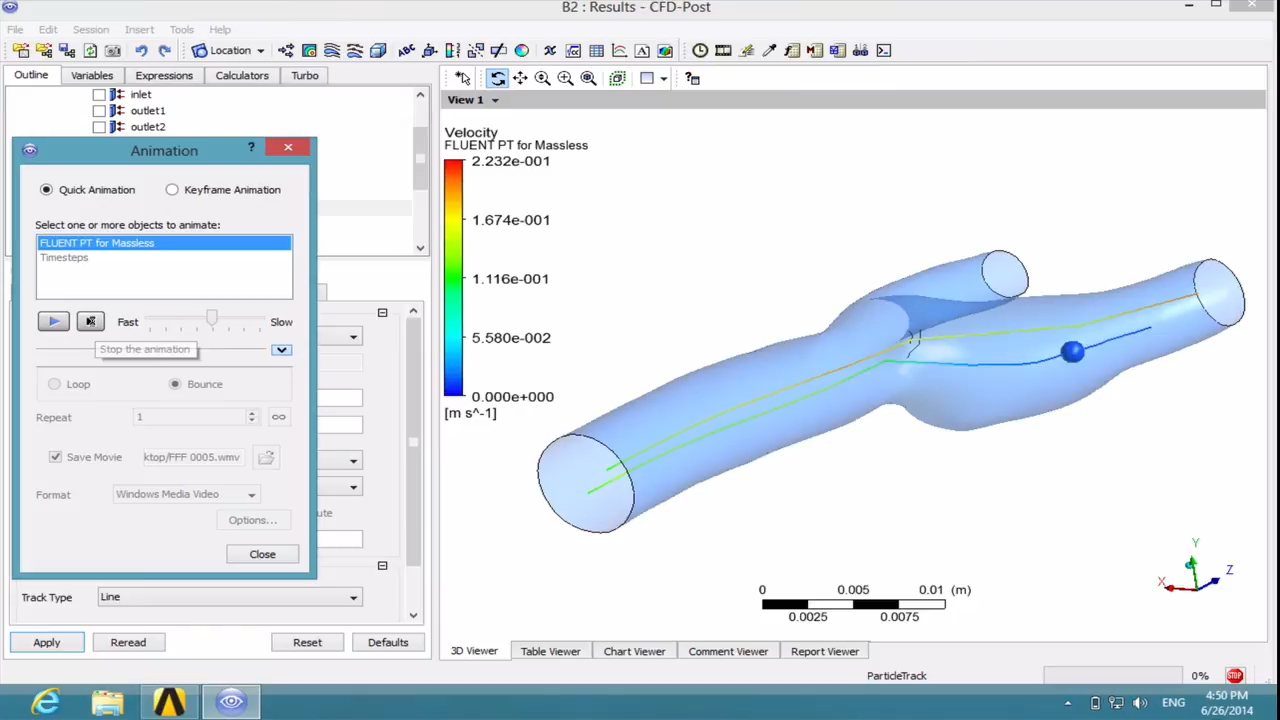 B2 : Results - CFD-Post
File Edit Session Insert Tools Help
Location
Outline Variables Expressions Calculators Turbo
inlet
outlet1
outlet2
Animation
?
Quick Animation Keyframe Animation
Select one or more objects to animate:
FLUENT PT for Massless
Timesteps
Fast Slow
Stop the animation
Loop Bounce
Repeat 1
Save Movie ktop/FFF 0005.wmv
Format Windows Media Video
Options...
ute
Close
Track Type Line
Apply Reread Reset Defaults
View 1
Velocity
FLUENT PT for Massless
2.232e-001
1.674e-001
1.116e-001
5.580e-002
0.000e+000
[m s^-1]
0 0.005 0.01 (m)
0.0025 0.0075
Y
X
Z
3D Viewer Table Viewer Chart Viewer Comment Viewer Report Viewer
ParticleTrack 0% STOP
ENG
4:50 PM
6/26/2014